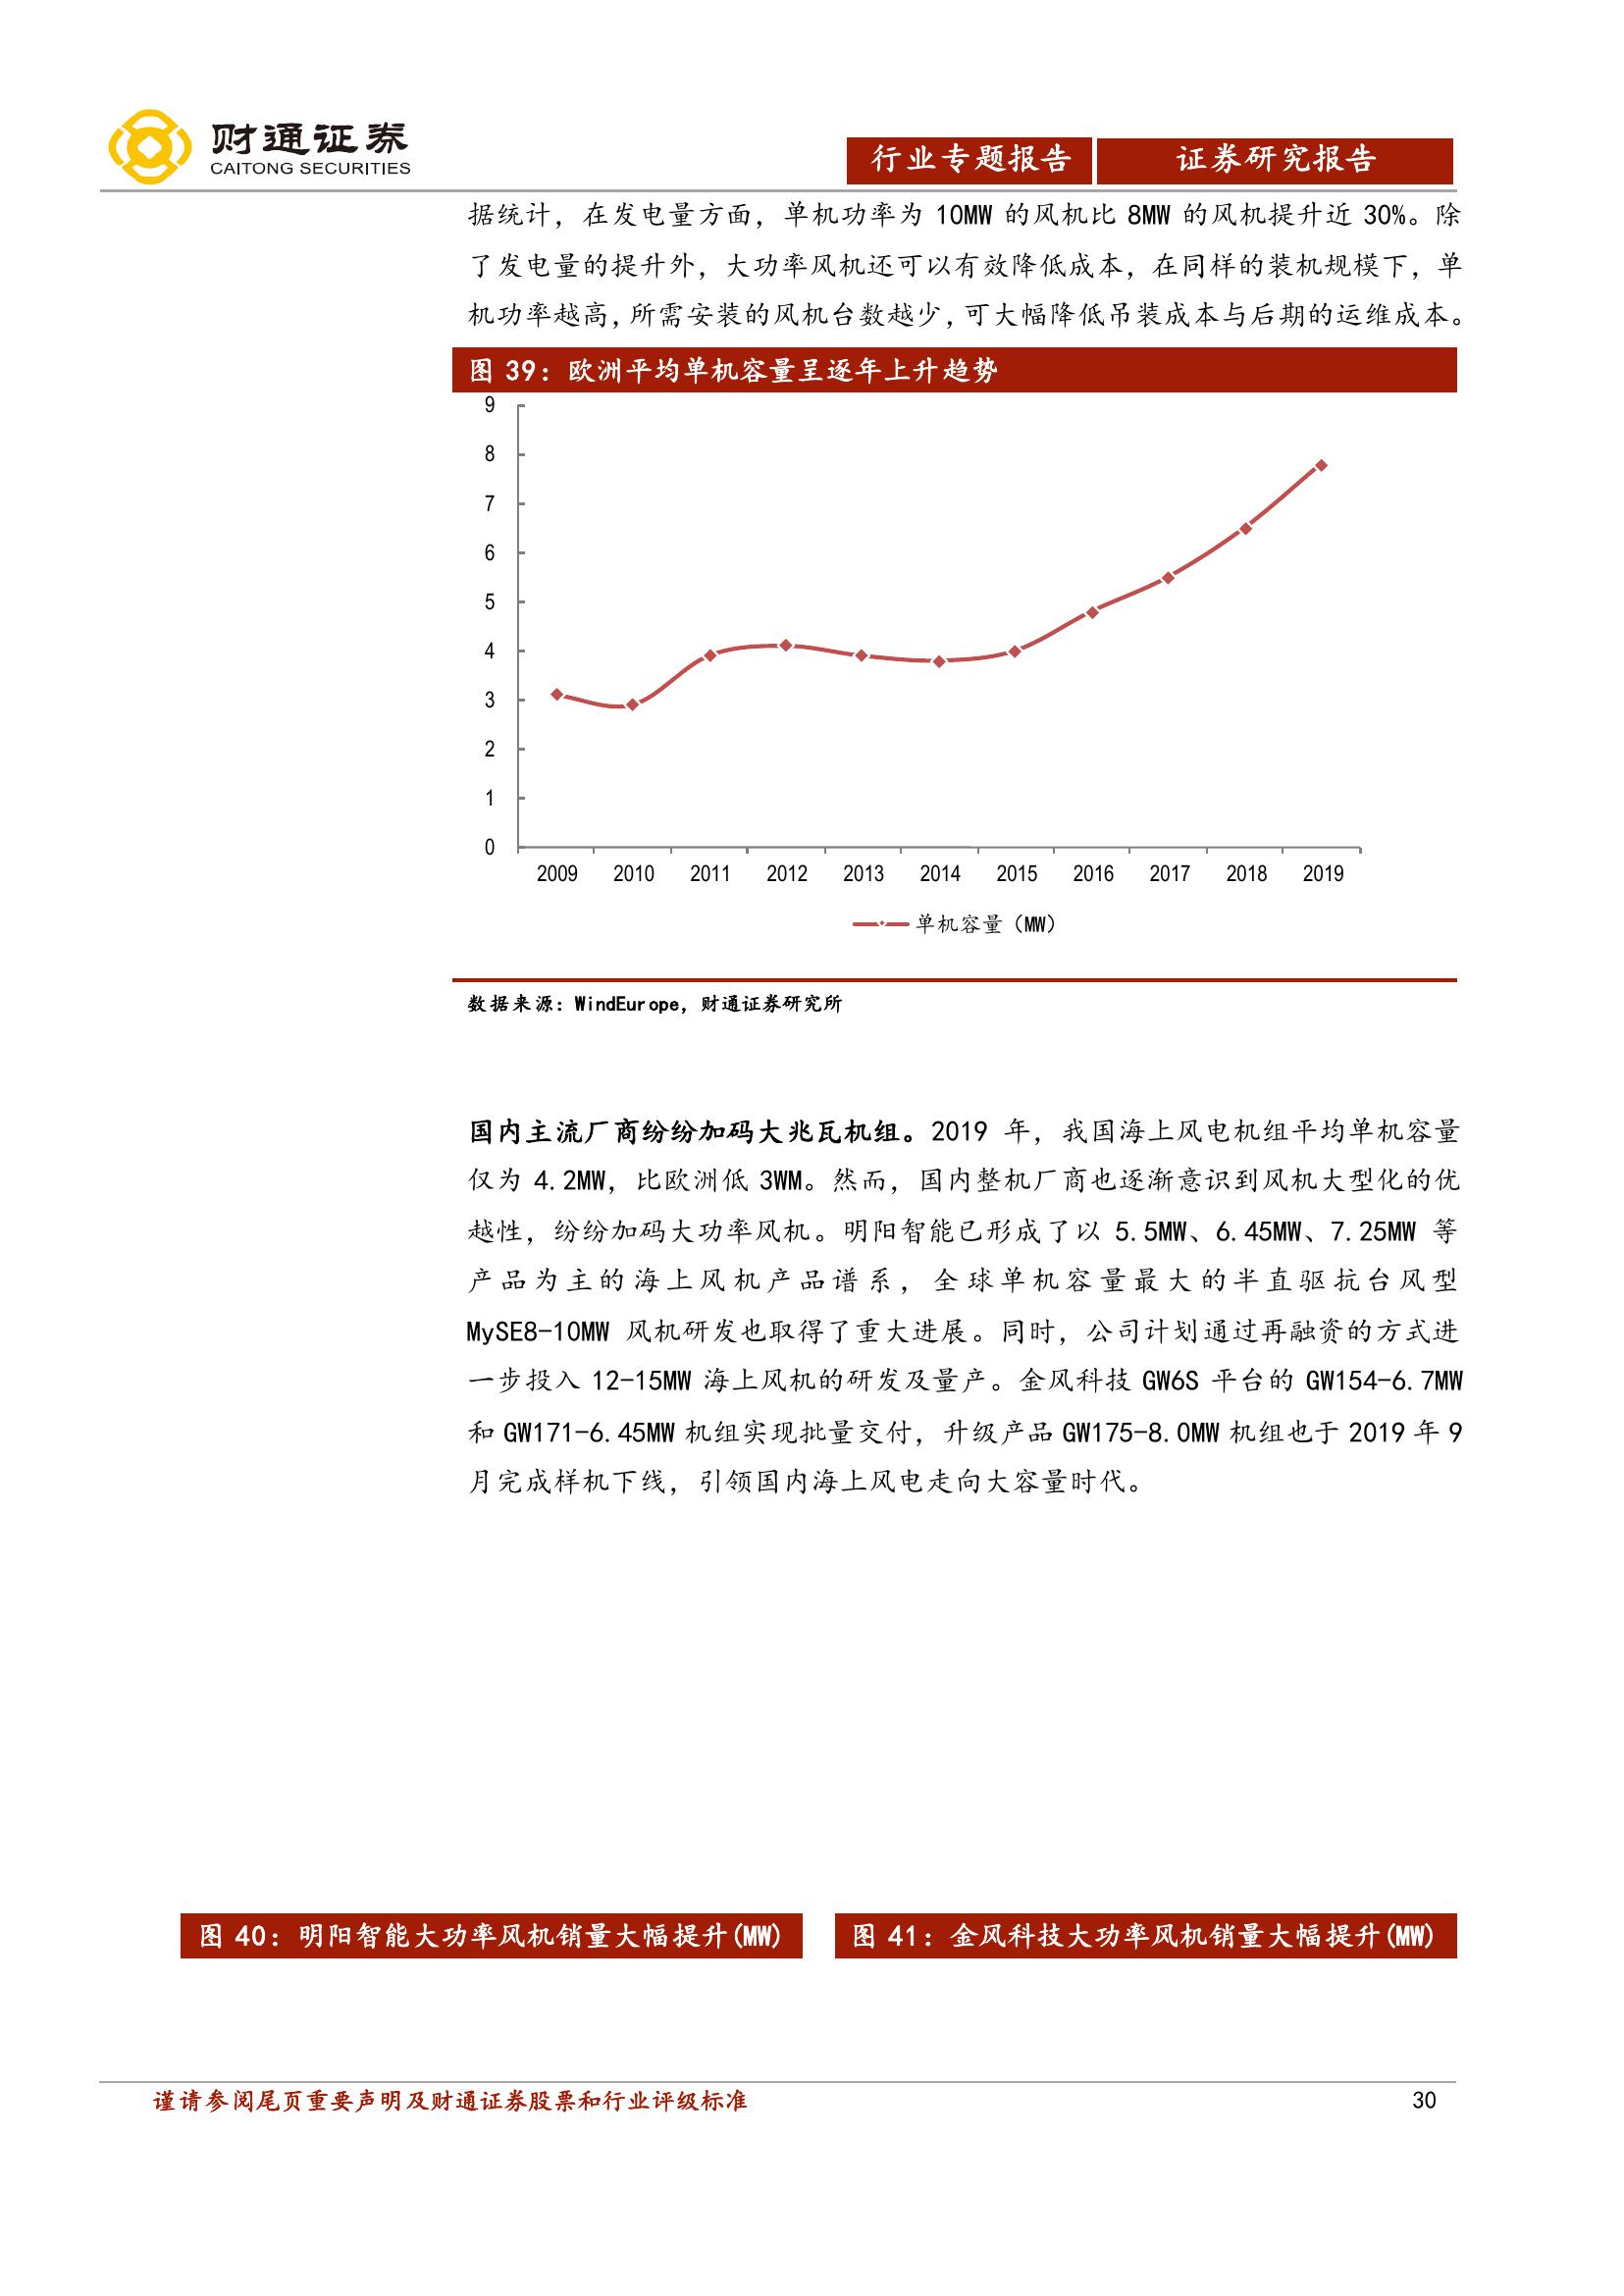 财通证券
CAITONG SECURITIES
行业专题报告
证券研究报告
据统计，在发电量方面，单机功率为 10MW 的风机比 8MW 的风机提升近 30%。除
了发电量的提升外，大功率风机还可以有效降低成本，在同样的装机规模下，单
机功率越高，所需安装的风机台数越少，可大幅降低吊装成本与后期的运维成本。
图 39：欧洲平均单机容量呈逐年上升趋势
9
8
7
6
5
4
3
2
1
0
2009 2010 2011 2012 2013 2014 2015 2016 2017 2018 2019
单机容量（MW）
数据来源：WindEurope，财通证券研究所
国内主流厂商纷纷加码大兆瓦机组。2019 年，我国海上风电机组平均单机容量
仅为 4.2MW，比欧洲低 3WM。然而，国内整机厂商也逐渐意识到风机大型化的优
越性，纷纷加码大功率风机。明阳智能已形成了以 5.5MW、6.45MW、7.25MW 等
产品为主的海上风机产品谱系，全球单机容量最大的半直驱抗台风型
MySE8-10MW 风机研发也取得了重大进展。同时，公司计划通过再融资的方式进
一步投入 12-15MW 海上风机的研发及量产。金风科技 GW6S 平台的 GW154-6.7MW
和 GW171-6.45MW 机组实现批量交付，升级产品 GW175-8.0MW 机组也于 2019 年 9
月完成样机下线，引领国内海上风电走向大容量时代。
图 40：明阳智能大功率风机销量大幅提升(MW)
图 41：金风科技大功率风机销量大幅提升(MW)
谨请参阅尾页重要声明及财通证券股票和行业评级标准
30